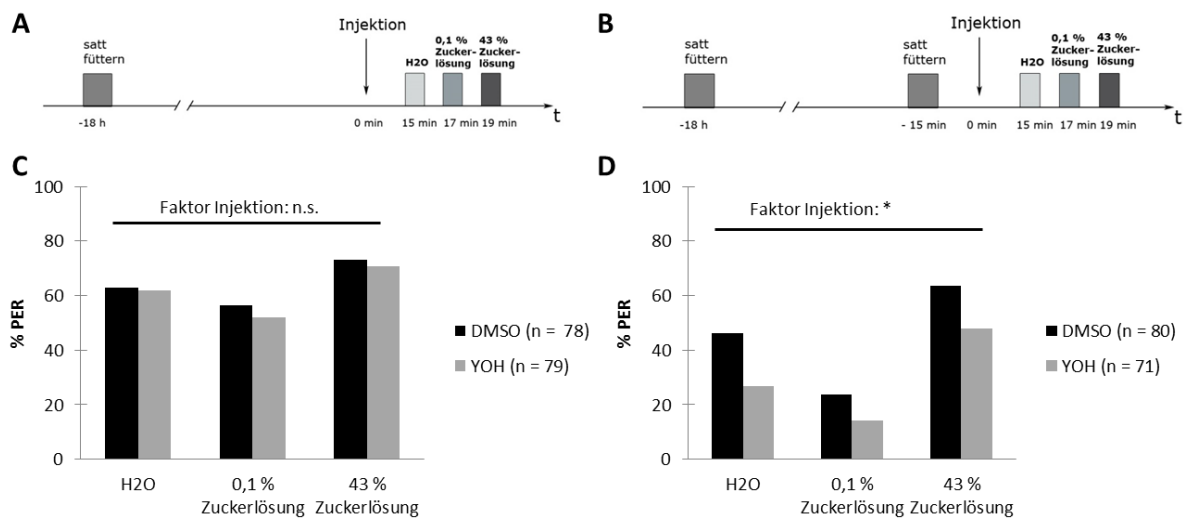 A
Injektion
satt
füttern
H2O
0,1 %
Zucker-
lösung
43 %
Zucker-
lösung
-18 h
0 min
15 min
17 min
19 min
t
B
Injektion
satt
füttern
satt
füttern
H2O
0,1 %
Zucker-
lösung
43 %
Zucker-
lösung
-18 h
- 15 min
0 min
15 min
17 min
19 min
t
C
% PER
100
80
60
40
20
0
Faktor Injektion: n.s.
H2O
0,1 %
Zuckerlösung
43 %
Zuckerlösung
DMSO (n = 78)
YOH (n = 79)
D
% PER
100
80
60
40
20
0
Faktor Injektion: *
H2O
0,1 %
Zuckerlösung
43 %
Zuckerlösung
DMSO (n = 80)
YOH (n = 71)